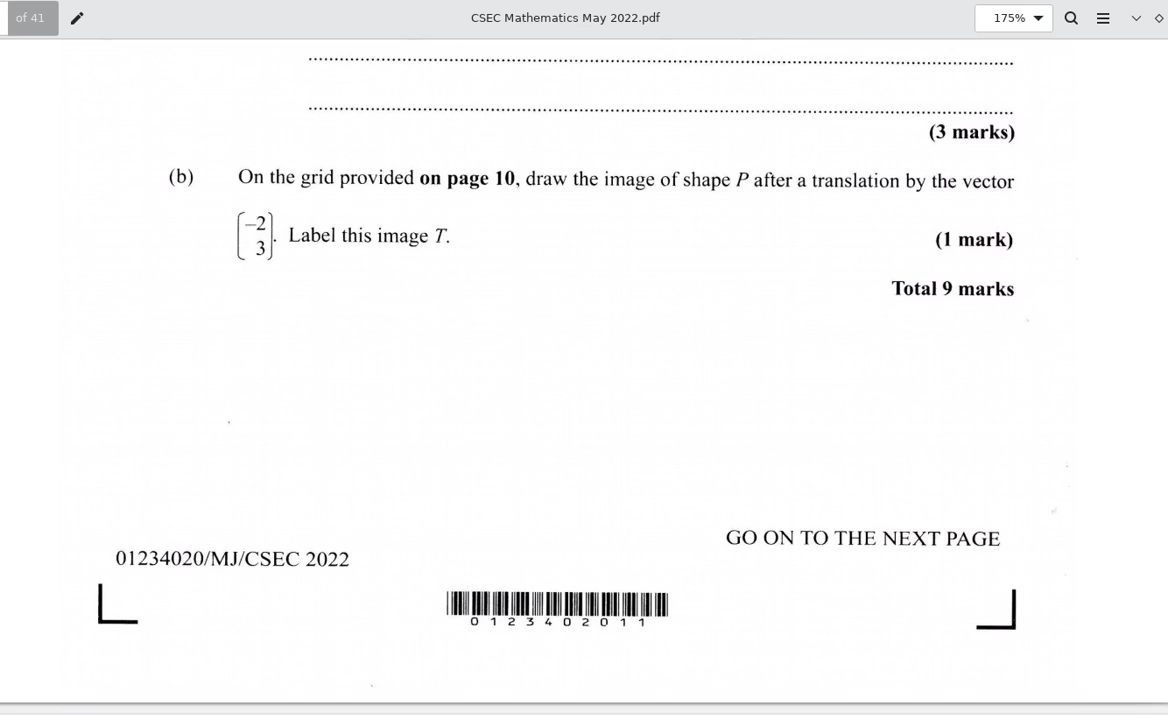 of 41
CSEC Mathematics May 2022.pdf
175%
(3 marks)
(b) On the grid provided on page 10, draw the image of shape P after a translation by the vector
(−2
3). Label this image T.
(1 mark)
Total 9 marks
GO ON TO THE NEXT PAGE
01234020/MJ/CSEC 2022
0 1 2 3 4 0 2 0 1 1